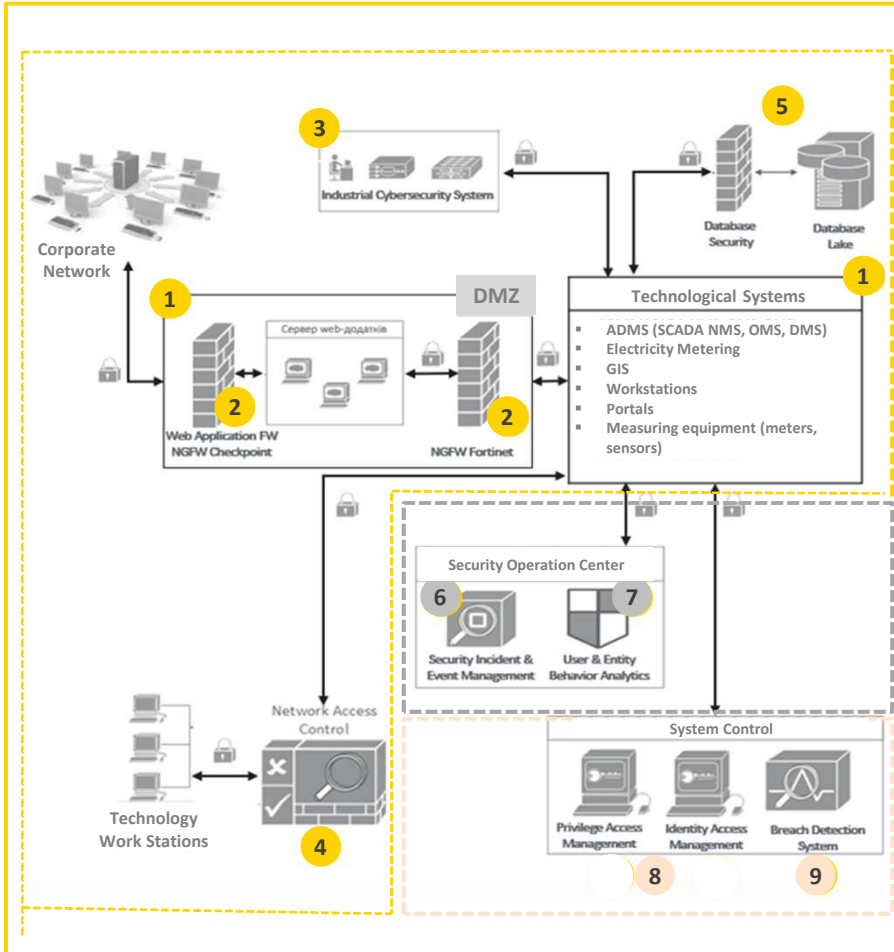 3
Industrial Cybersecurity System
5
Database
Security
Database
Lake
Corporate
Network
1
DMZ
Сервер web-додатків
2
Web Application FW
NGFW Checkpoint
2
NGFW Fortinet
1
Technological Systems
ADMS (SCADA NMS, OMS, DMS)
Electricity Metering
GIS
Workstations
Portals
Measuring equipment (meters,
sensors)
Security Operation Center
6
Security Incident &
Event Management
7
User & Entity
Behavior Analytics
Network Access
Control
4
Technology
Work Stations
System Control
Privilege Access
Management
Identity Access
Management
Breach Detection
System
8
9